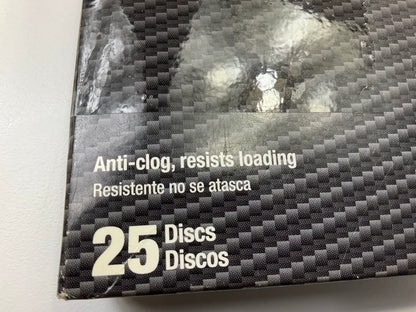 Anti-clog, resists loading
Resistente no se atasca
25 Discs
Discos